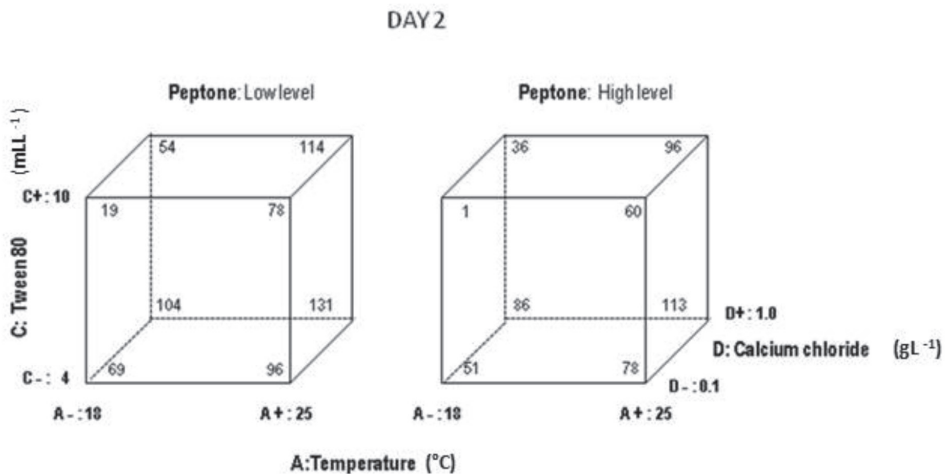 DAY 2
Peptone: Low level Peptone: High level
(mLL⁻¹)
54 114 36 96
C+: 10
19 78 1 60
C: Tween80
104 131 86 113 D+: 1.0
D: Calcium chloride (gL⁻¹)
C-: 4 69 96 51 78
D-: 0.1
A-:18 A+: 25 A-:18 A+: 25
A:Temperature (°C)